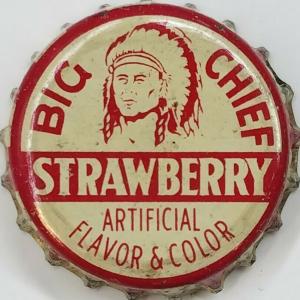 BIG CHIEF
STRAWBERRY
ARTIFICIAL
FLAVOR & COLOR